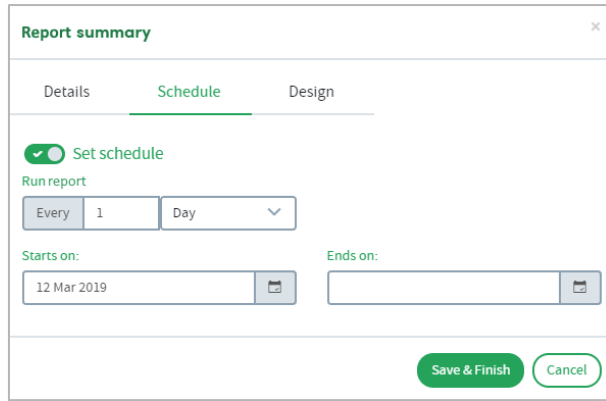 Report summary
×
Details Schedule Design
Set schedule
Run report
Every 1 Day
Starts on: Ends on:
12 Mar 2019
Save & Finish Cancel